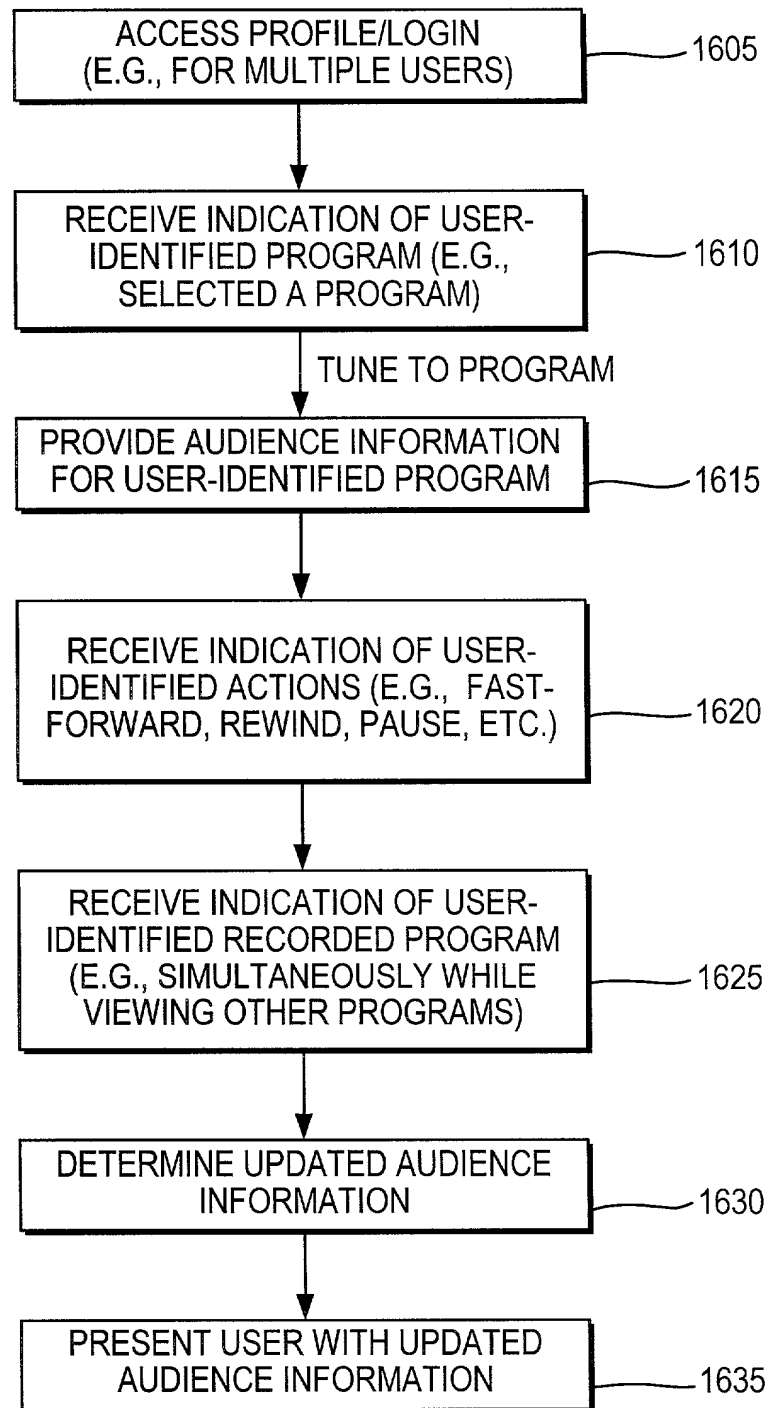 ACCESS PROFILE/LOGIN
(E.G., FOR MULTIPLE USERS)
1605
RECEIVE INDICATION OF USER-
IDENTIFIED PROGRAM (E.G.,
SELECTED A PROGRAM)
1610
TUNE TO PROGRAM
PROVIDE AUDIENCE INFORMATION
FOR USER-IDENTIFIED PROGRAM
1615
RECEIVE INDICATION OF USER-
IDENTIFIED ACTIONS (E.G., FAST-
FORWARD, REWIND, PAUSE, ETC.)
1620
RECEIVE INDICATION OF USER-
IDENTIFIED RECORDED PROGRAM
(E.G., SIMULTANEOUSLY WHILE
VIEWING OTHER PROGRAMS)
1625
DETERMINE UPDATED AUDIENCE
INFORMATION
1630
PRESENT USER WITH UPDATED
AUDIENCE INFORMATION
1635